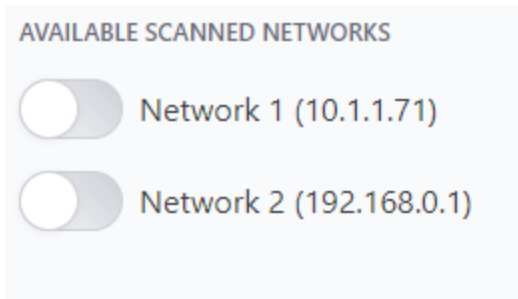 AVAILABLE SCANNED NETWORKS
Network 1 (10.1.1.71)
Network 2 (192.168.0.1)